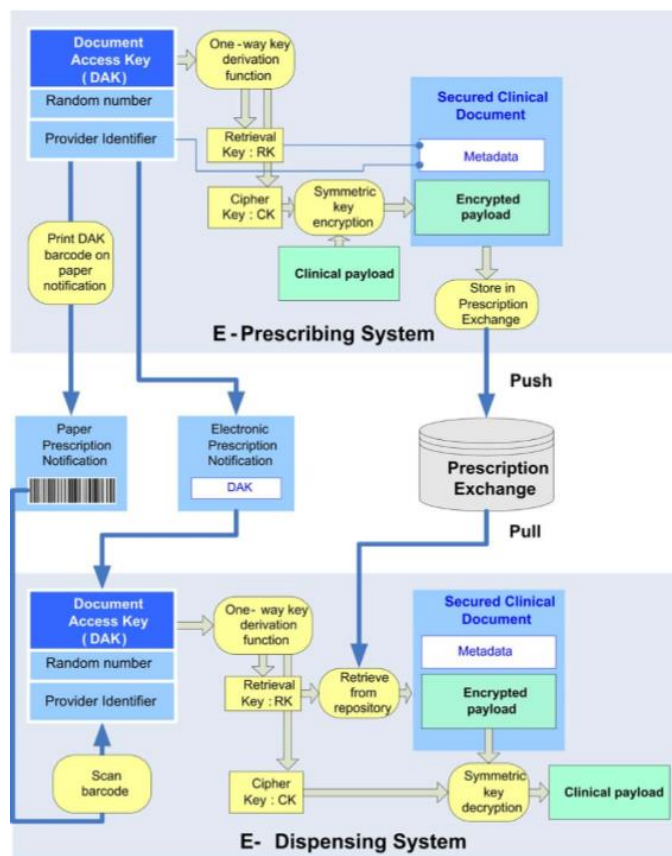 Document
Access Key
( DAK )
Random number
Provider Identifier
One - way key
derivation
function
Retrieval
Key : RK
Cipher
Key : CK
Symmetric
key
encryption
Clinical payload
Secured Clinical
Document
Metadata
Encrypted
payload
Store in
Prescription
Exchange
Print DAK
barcode on
paper
notification
E - Prescribing System
Push
Paper
Prescription
Notification
Electronic
Prescription
Notification
DAK
Prescription
Exchange
Pull
Document
Access Key
( DAK )
Random number
Provider Identifier
One- way key
derivation
function
Retrieval
Key : RK
Retrieve
from
repository
Secured Clinical
Document
Metadata
Encrypted
payload
Scan
barcode
Cipher
Key : CK
Symmetric
key
decryption
Clinical payload
E- Dispensing System